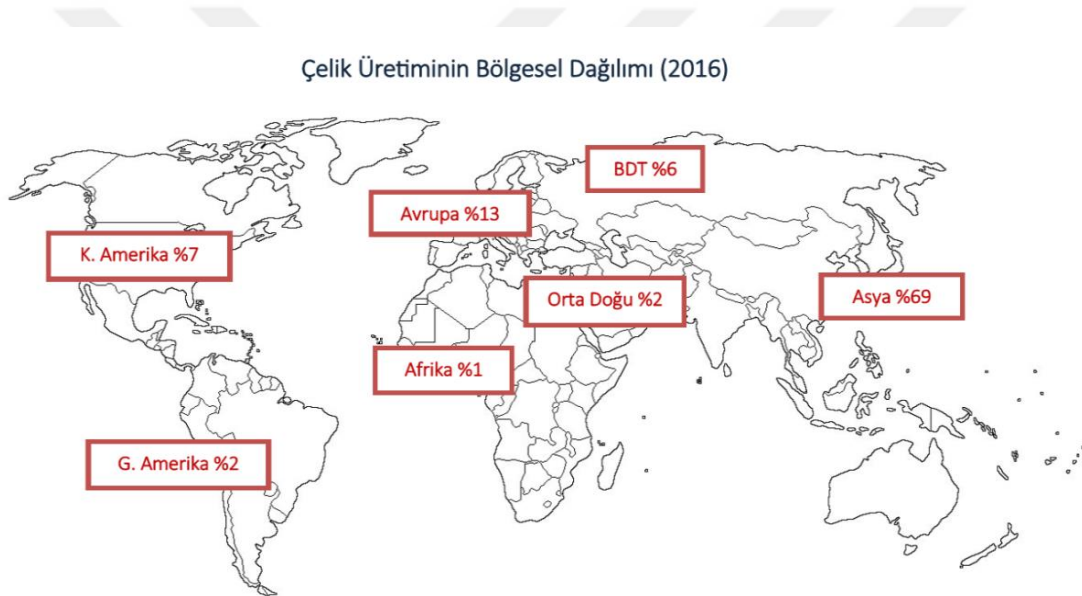 Çelik Üretiminin Bölgesel Dağılımı (2016)
BDT %6
Avrupa %13
K. Amerika %7
Orta Doğu %2
Asya %69
Afrika %1
G. Amerika %2